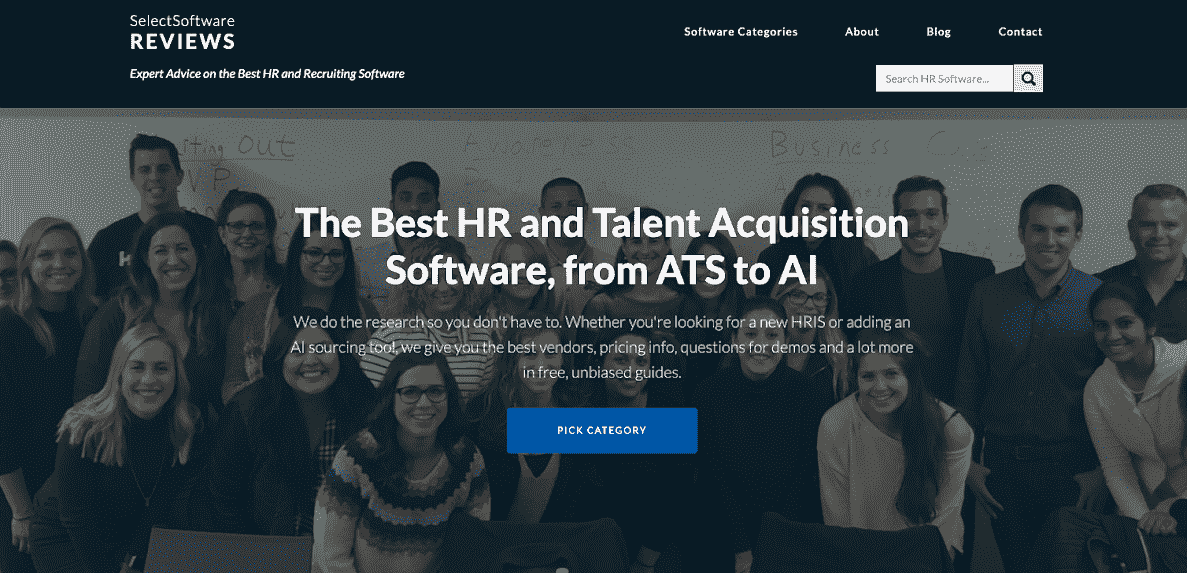 SelectSoftware
REVIEWS
Expert Advice on the Best HR and Recruiting Software
Software Categories
About
Blog
Contact
Search HR Software...
Out
Business
The Best HR and Talent Acquisition
Software, from ATS to AI
We do the research so you don't have to. Whether you're looking for a new HRIS or adding an
AI sourcing tool, we give you the best vendors, pricing info, questions for demos and a lot more
in free, unbiased guides.
PICK CATEGORY